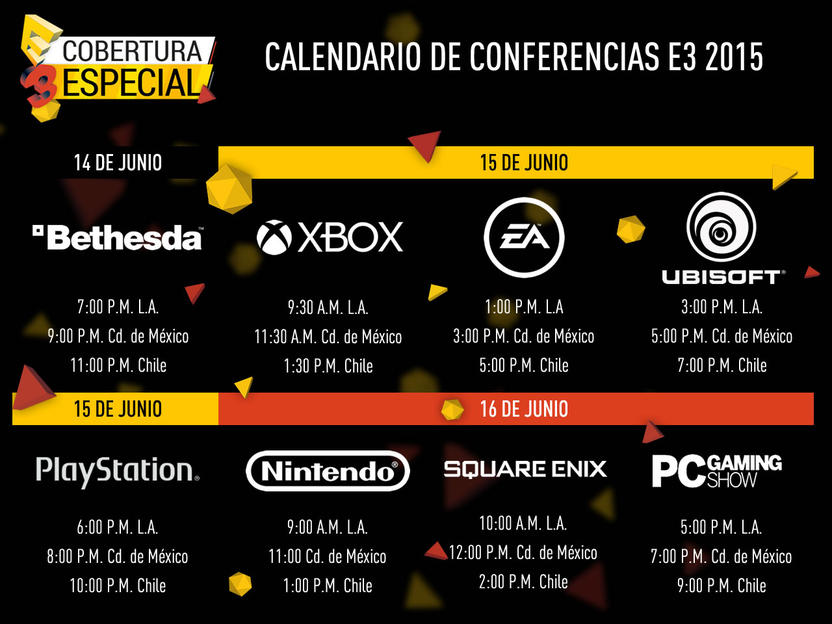 E3
COBERTURA
ESPECIAL
CALENDARIO DE CONFERENCIAS E3 2015
14 DE JUNIO
15 DE JUNIO
Bethesda™
XBOX
EA
UBISOFT®
7:00 P.M. L.A.
9:00 P.M. Cd. de México
11:00 P.M. Chile
9:30 A.M. L.A.
11:30 A.M. Cd. de México
1:30 P.M. Chile
1:00 P.M. L.A
3:00 P.M. Cd. de México
5:00 P.M. Chile
3:00 P.M. L.A.
5:00 P.M. Cd. de México
7:00 P.M. Chile
15 DE JUNIO
16 DE JUNIO
PlayStation®
Nintendo®
SQUARE ENIX
PC GAMING
SHOW
6:00 P.M. L.A.
8:00 P.M. Cd. de México
10:00 P.M. Chile
9:00 A.M. L.A.
11:00 Cd. de México
1:00 P.M. Chile
10:00 A.M. L.A.
12:00 P.M. Cd. de México
2:00 P.M. Chile
5:00 P.M. L.A.
7:00 P.M. Cd. de México
9:00 P.M. Chile